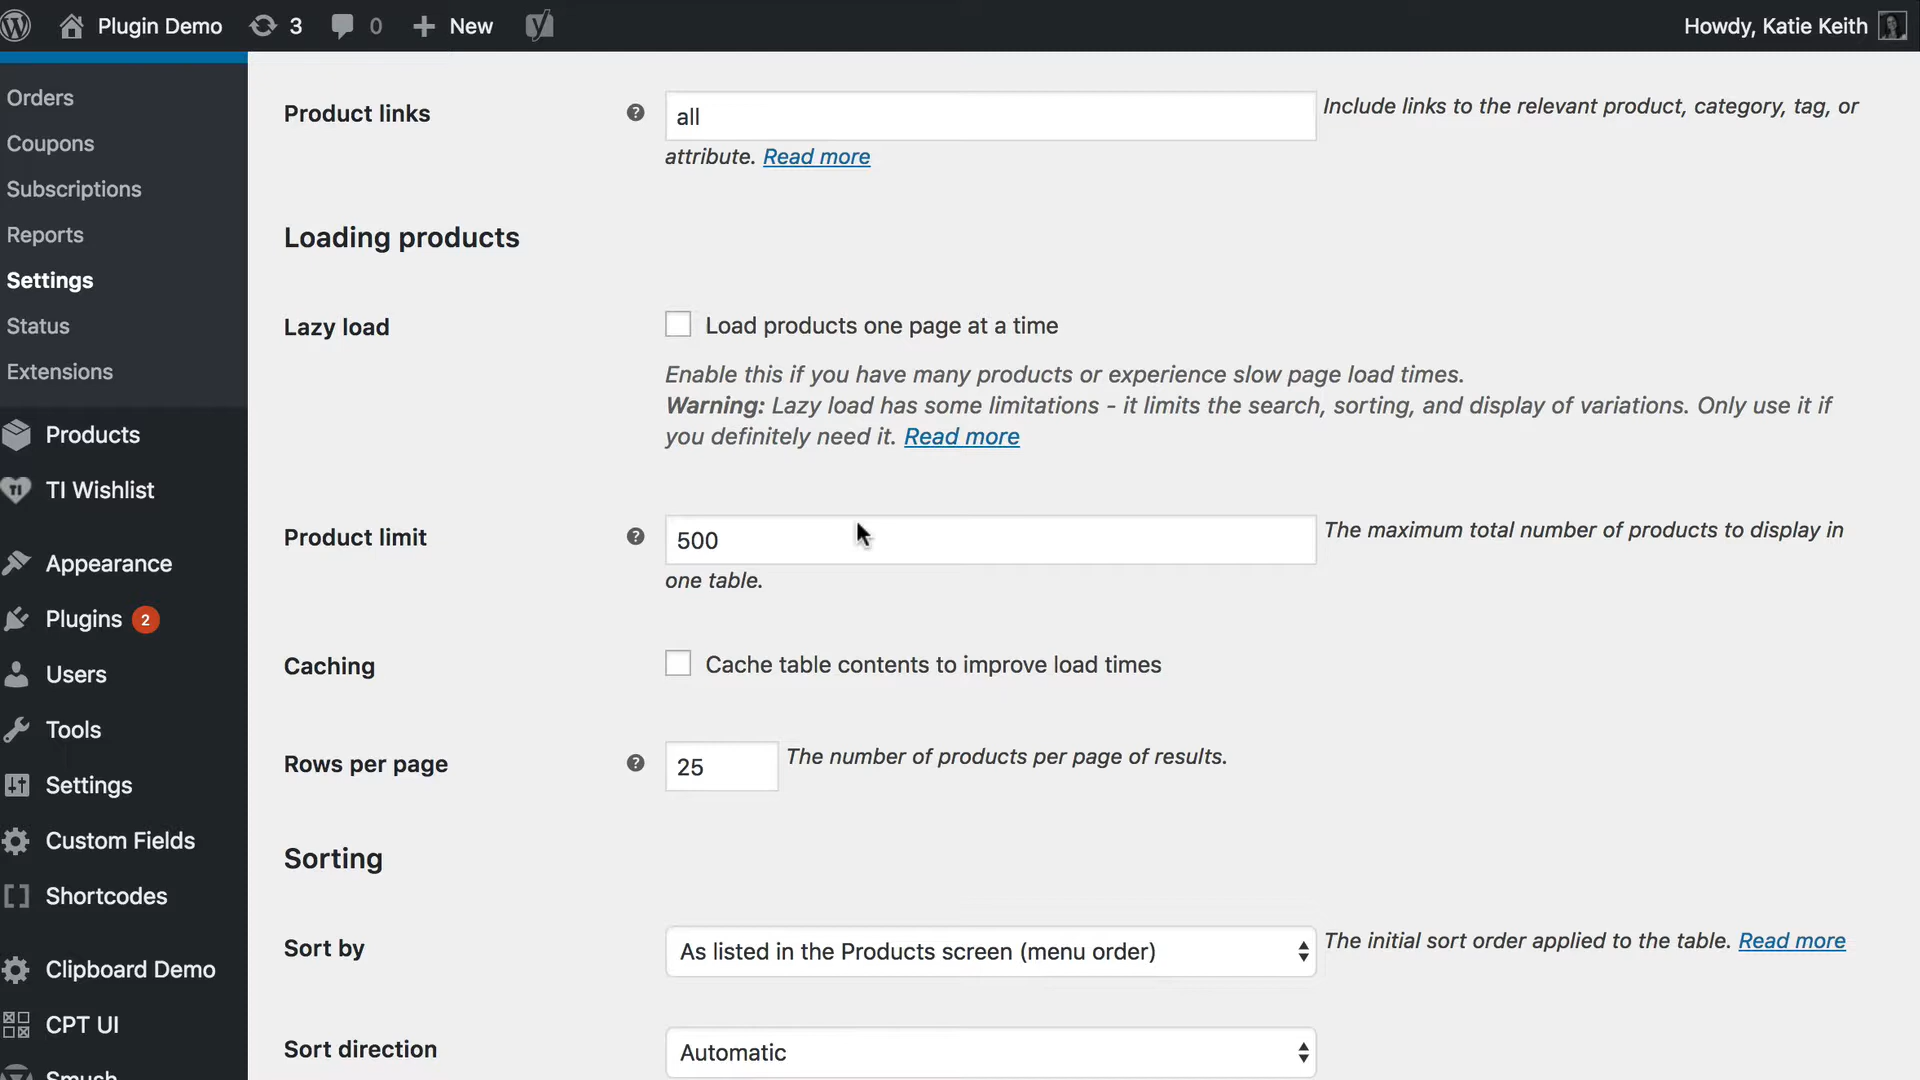 Plugin Demo 3 0 New Howdy, Katie Keith
Orders
Coupons
Subscriptions
Reports
Settings
Status
Extensions
Products
TI Wishlist
Appearance
Plugins 2
Users
Tools
Settings
Custom Fields
Shortcodes
Clipboard Demo
CPT UI
Smush
Product links ? all Include links to the relevant product, category, tag, or
attribute. Read more
Loading products
Lazy load Load products one page at a time
Enable this if you have many products or experience slow page load times.
Warning: Lazy load has some limitations - it limits the search, sorting, and display of variations. Only use it if
you definitely need it. Read more
Product limit ? 500 The maximum total number of products to display in
one table.
Caching Cache table contents to improve load times
Rows per page ? 25 The number of products per page of results.
Sorting
Sort by As listed in the Products screen (menu order) The initial sort order applied to the table. Read more
Sort direction Automatic